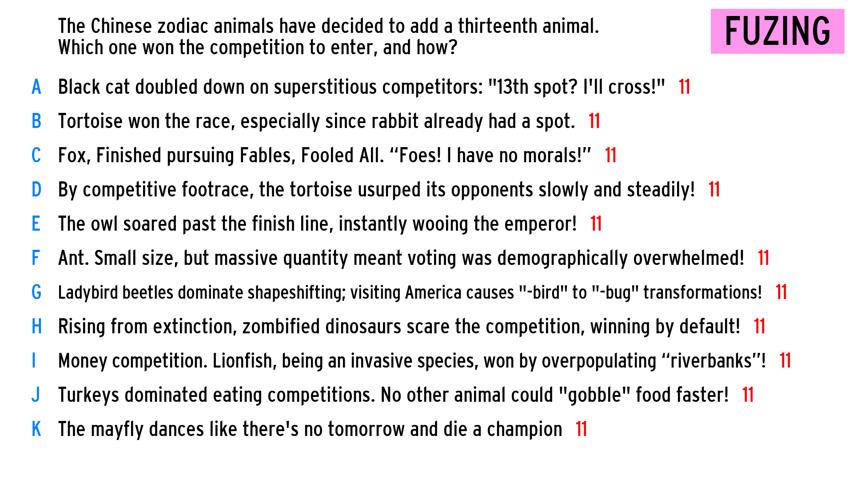 The Chinese zodiac animals have decided to add a thirteenth animal.
Which one won the competition to enter, and how?
FUZING
A Black cat doubled down on superstitious competitors: "13th spot? I'll cross!" 11
B Tortoise won the race, especially since rabbit already had a spot. 11
C Fox, Finished pursuing Fables, Fooled All. “Foes! I have no morals!” 11
D By competitive footrace, the tortoise usurped its opponents slowly and steadily! 11
E The owl soared past the finish line, instantly wooing the emperor! 11
F Ant. Small size, but massive quantity meant voting was demographically overwhelmed! 11
G Ladybird beetles dominate shapeshifting; visiting America causes "-bird" to "-bug" transformations! 11
H Rising from extinction, zombified dinosaurs scare the competition, winning by default! 11
I Money competition. Lionfish, being an invasive species, won by overpopulating “riverbanks”! 11
J Turkeys dominated eating competitions. No other animal could "gobble" food faster! 11
K The mayfly dances like there's no tomorrow and die a champion 11